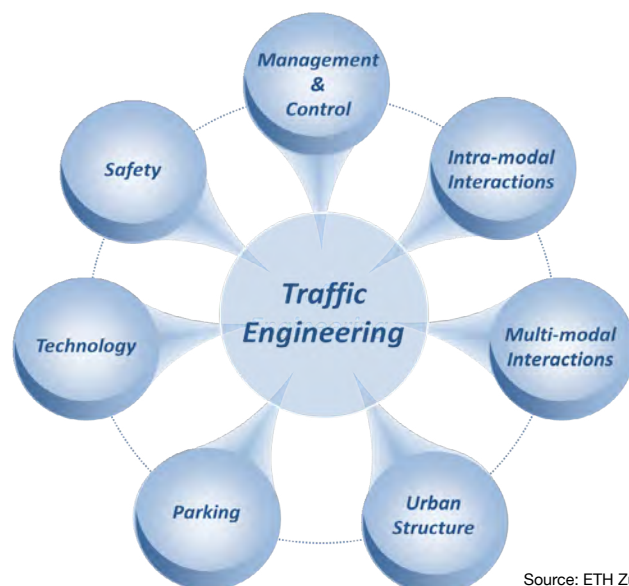 Management
&
Control
Safety
Intra-modal
Interactions
Traffic
Engineering
Technology
Multi-modal
Interactions
Parking
Urban
Structure
Source: ETH Z